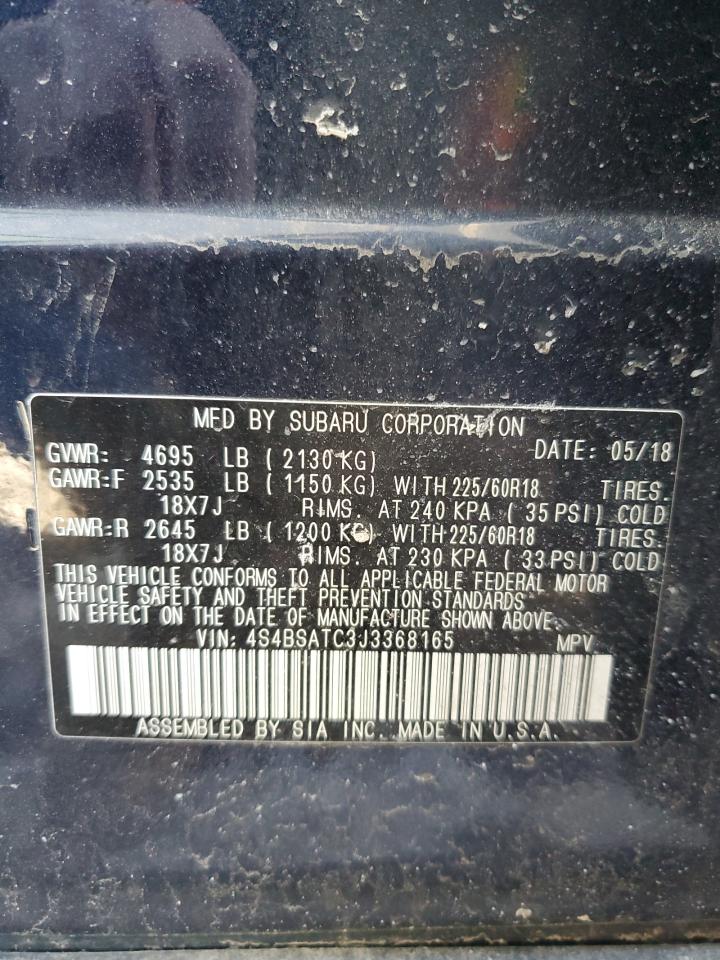 MFD BY SUBARU CORPORATION
GVWR: 4695 LB ( 2130 KG) DATE: 05/18
GAWR:F 2535 LB ( 1150 KG) WITH 225/60R18 TIRES.
18X7J RIMS. AT 240 KPA ( 35 PSI) COLD
GAWR:R 2645 LB ( 1200 KG) WITH 225/60R18 TIRES.
18X7J RIMS. AT 230 KPA ( 33 PSI) COLD
THIS VEHICLE CONFORMS TO ALL APPLICABLE FEDERAL MOTOR
VEHICLE SAFETY AND THEFT PREVENTION STANDARDS
IN EFFECT ON THE DATE OF MANUFACTURE SHOWN ABOVE.
VIN: 4S4BSATC3J3368165 MPV
ASSEMBLED BY SIA INC. MADE IN U.S.A.